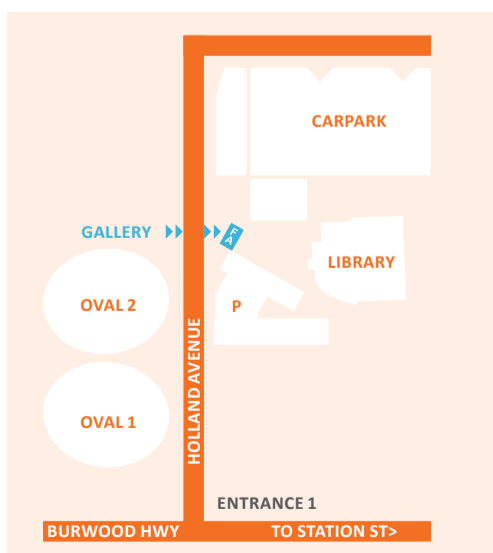 CARPARK
GALLERY
FA
LIBRARY
OVAL 2
P
HOLLAND AVENUE
OVAL 1
ENTRANCE 1
BURWOOD HWY
TO STATION ST>